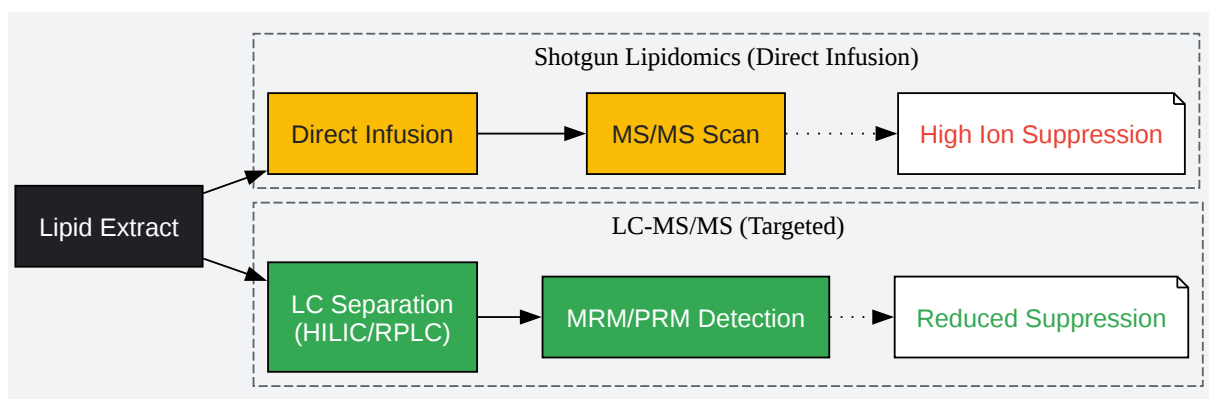 Shotgun Lipidomics (Direct Infusion)
Direct Infusion
MS/MS Scan
High Ion Suppression
Lipid Extract
LC-MS/MS (Targeted)
LC Separation
(HILIC/RPLC)
MRM/PRM Detection
Reduced Suppression